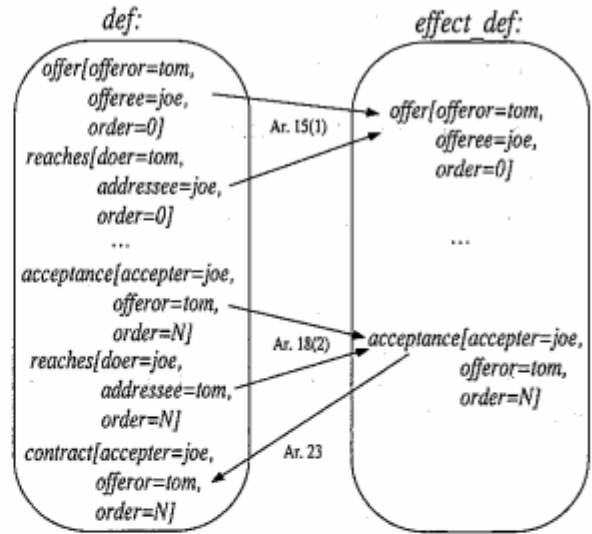 def:
offer[offeror=tom,
offeree=joe,
order=0]
reaches[doer=tom,
addressee=joe,
order=0]
...
acceptance[accepter=joe,
offeror=tom,
order=N]
reaches[doer=joe,
addressee=tom,
order=N]
contract[accepter=joe,
offeror=tom,
order=N]
Ar. 15(1)
Ar. 18(2)
Ar. 23
effect_def:
offer[offeror=tom,
offeree=joe,
order=0]
...
acceptance[accepter=joe,
offeror=tom,
order=N]